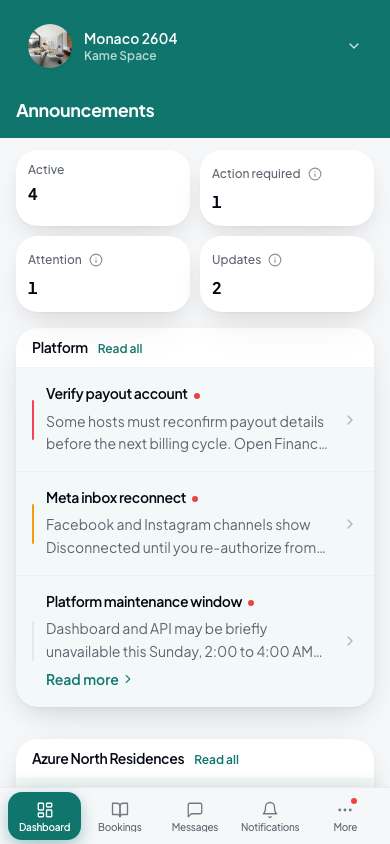 Monaco 2604
Kame Space
Announcements
Active
4
Action required
1
Attention
1
Updates
2
Platform Read all
Verify payout account
Some hosts must reconfirm payout details
before the next billing cycle. Open Financ...
Meta inbox reconnect
Facebook and Instagram channels show
Disconnected until you re-authorize from...
Platform maintenance window
Dashboard and API may be briefly
unavailable this Sunday, 2:00 to 4:00 AM...
Read more
Azure North Residences Read all
Dashboard Bookings Messages Notifications More